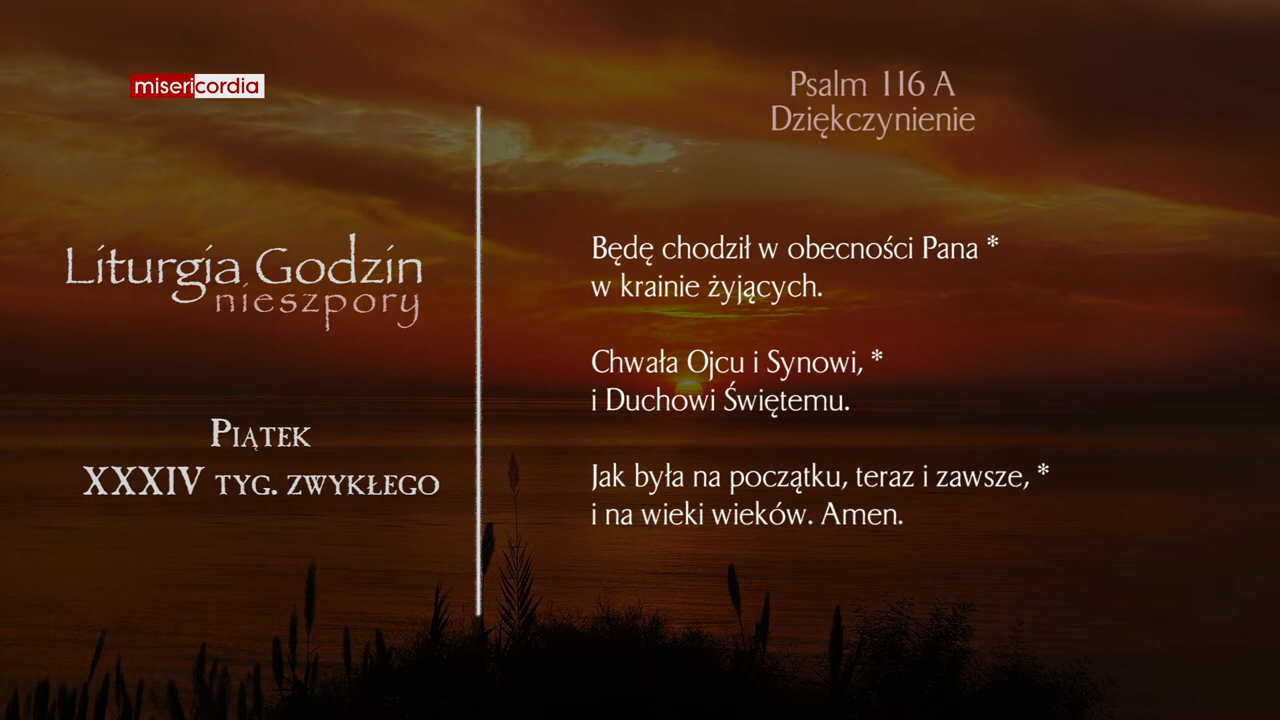 misericordia
Liturgia Godzin
nieszpory
Piątek
XXXIV tyg. zwykłego
Psalm 116 A
Dziękczynienie
Będę chodził w obecności Pana *
w krainie żyjących.
Chwała Ojcu i Synowi, *
i Duchowi Świętemu.
Jak była na początku, teraz i zawsze, *
i na wieki wieków. Amen.